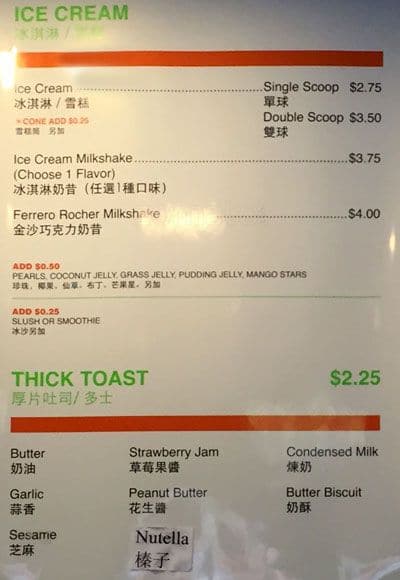 ICE CREAM
冰淇淋 / 雪糕
Ice Cream Single Scoop $2.75
冰淇淋 / 雪糕 單球
*CONE ADD $0.25 Double Scoop $3.50
雪糕筒 另加 雙球
Ice Cream Milkshake $3.75
(Choose 1 Flavor)
冰淇淋奶昔 (任選1種口味)
Ferrero Rocher Milkshake $4.00
金沙巧克力奶昔
ADD $0.50
PEARLS, COCONUT JELLY, GRASS JELLY, PUDDING JELLY, MANGO STARS
珍珠, 椰果, 仙草, 布丁, 芒果星, 另加
ADD $0.25
SLUSH OR SMOOTHIE
冰沙另加
THICK TOAST $2.25
厚片吐司/ 多士
Butter Strawberry Jam Condensed Milk
奶油 草莓果醬 煉奶
Garlic Peanut Butter Butter Biscuit
蒜香 花生醬 奶酥
Sesame Nutella
芝麻 榛子